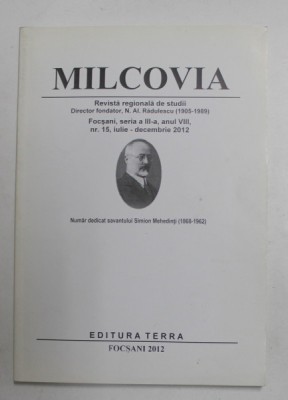 MILCOVIA
Revistă regională de studii
Director fondator, N. Al. Rădulescu (1905-1989)
Focşani, seria a III-a, anul VIII,
nr. 15, iulie - decembrie 2012
Număr dedicat savantului Simion Mehedinţi (1868-1962)
EDITURA TERRA
FOCŞANI 2012